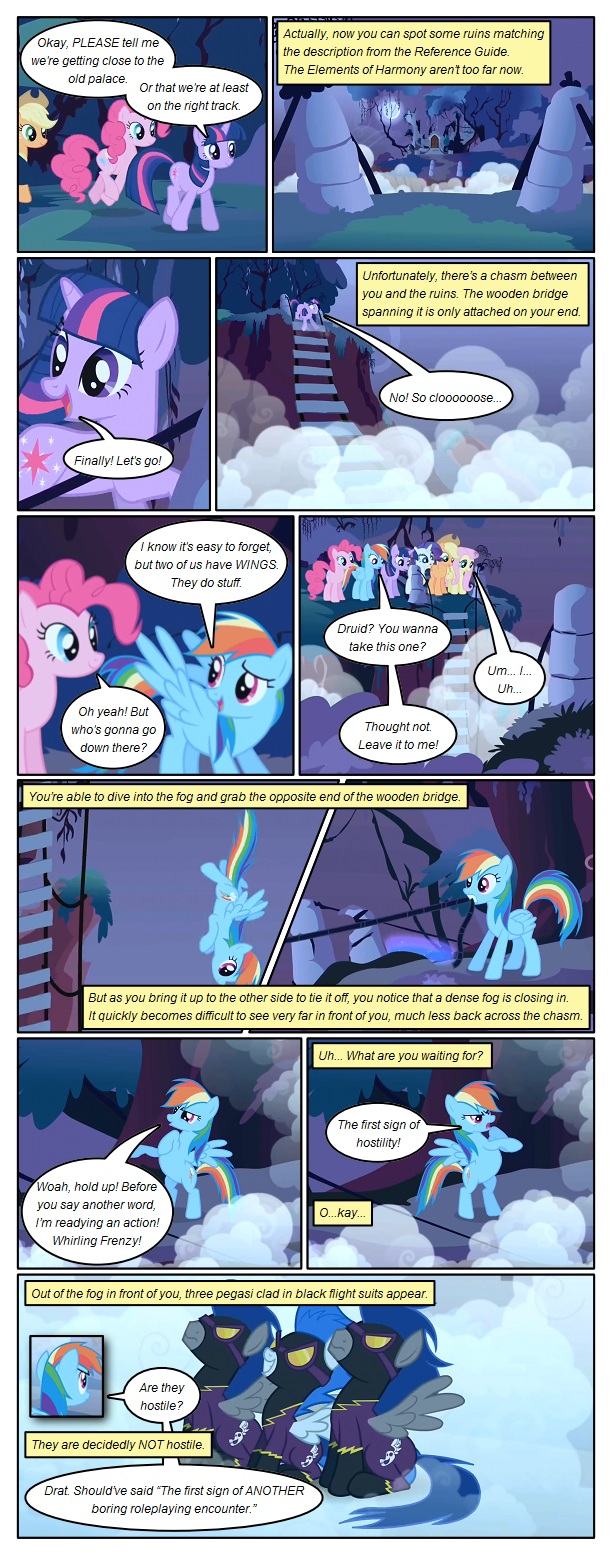 Okay, PLEASE tell me
we're getting close to the
old palace.
Or that we're at least
on the right track.
Actually, now you can spot some ruins matching
the description from the Reference Guide.
The Elements of Harmony aren't too far now.
Finally! Let's go!
Unfortunately, there's a chasm between
you and the ruins. The wooden bridge
spanning it is only attached on your end.
No! So cloooooose...
I know it's easy to forget,
but two of us have WINGS.
They do stuff.
Oh yeah! But
who's gonna go
down there?
Druid? You wanna
take this one?
Um... I...
Uh...
Thought not.
Leave it to me!
You're able to dive into the fog and grab the opposite end of the wooden bridge.
But as you bring it up to the other side to tie it off, you notice that a dense fog is closing in.
It quickly becomes difficult to see very far in front of you, much less back across the chasm.
Woah, hold up! Before
you say another word,
I'm readying an action!
Whirling Frenzy!
Uh... What are you waiting for?
The first sign of
hostility!
O...kay...
Out of the fog in front of you, three pegasi clad in black flight suits appear.
Are they
hostile?
They are decidedly NOT hostile.
Drat. Should've said "The first sign of ANOTHER
boring roleplaying encounter."